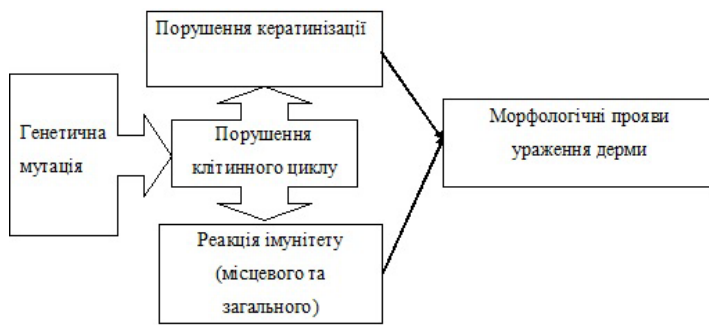 Порушення кератинізації
Генетична
мутація
Порушення
клітинного циклу
Реакція імунітету
(місцевого та
загального)
Морфологічні прояви
ураження дерми